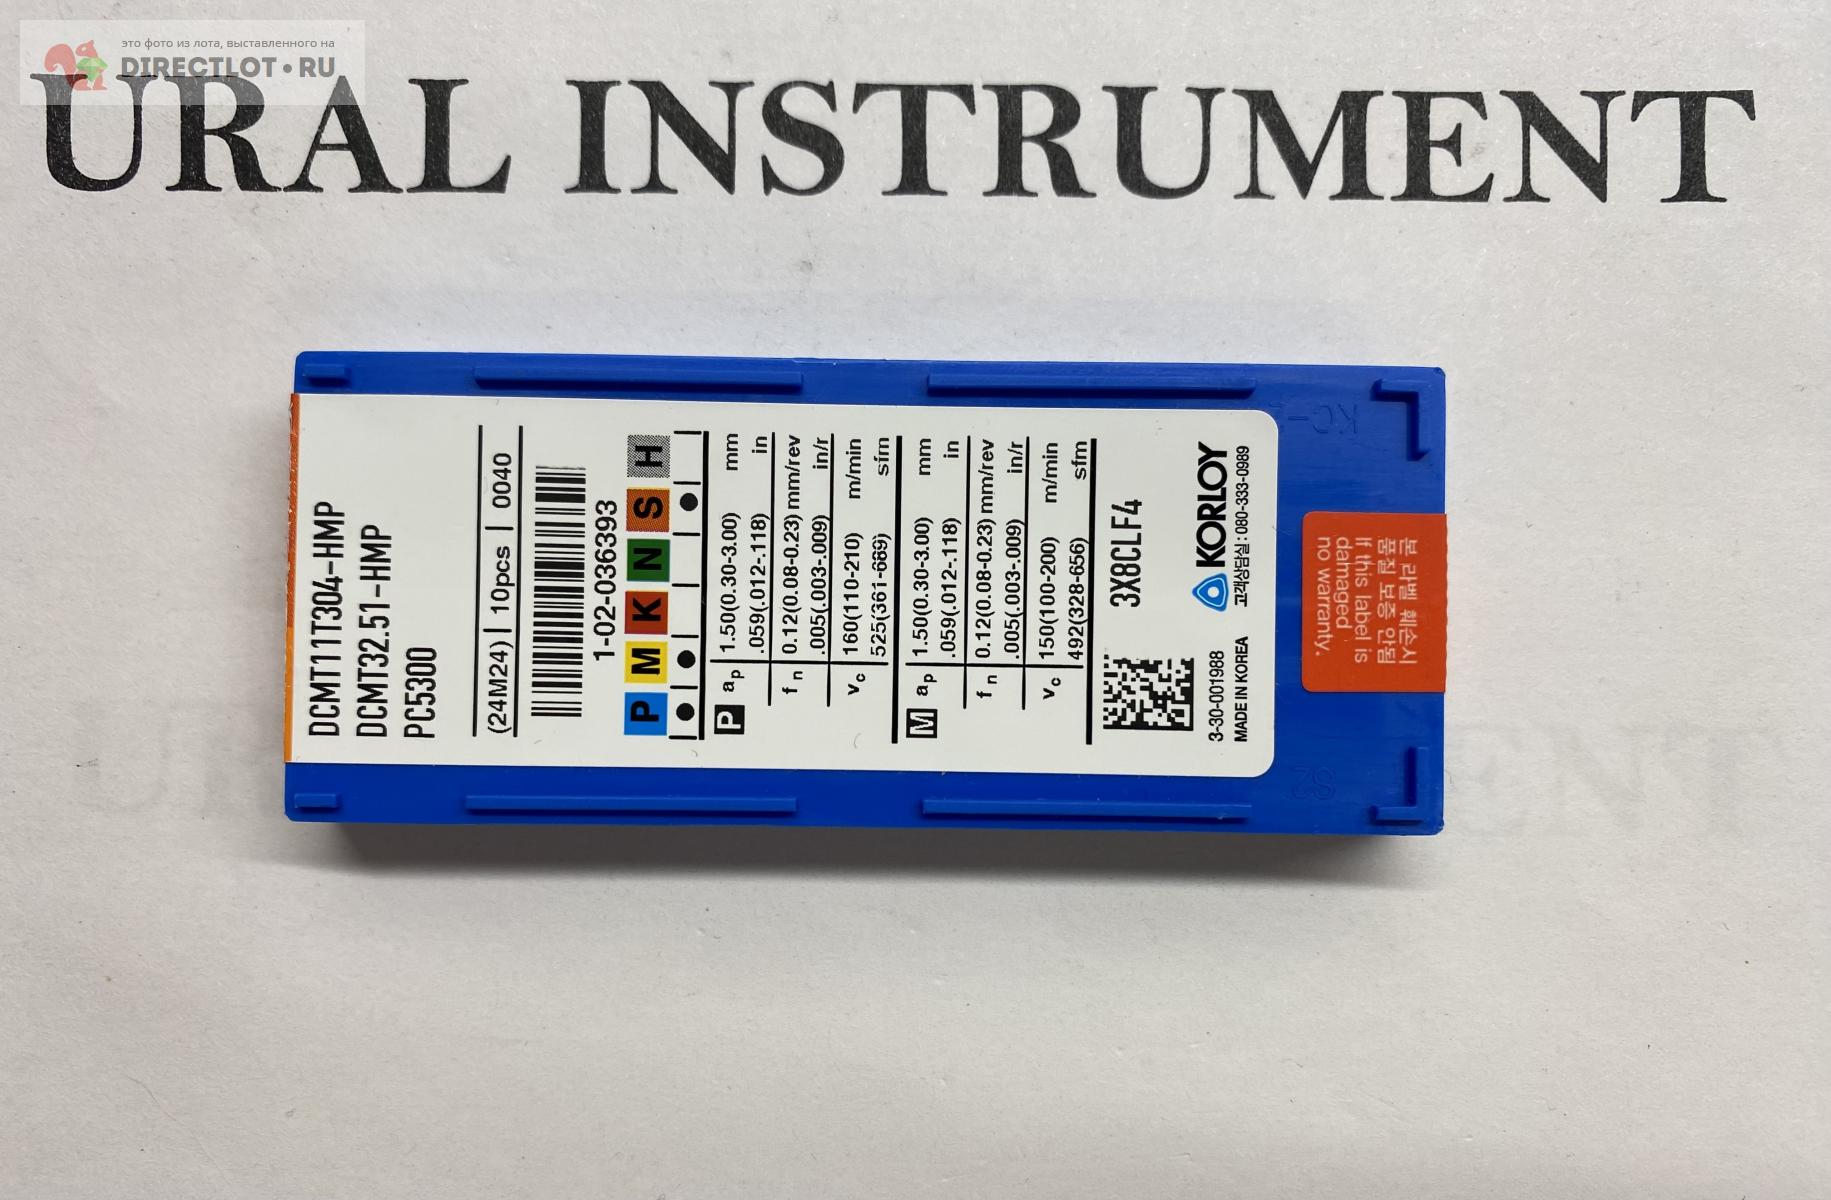 это фото из лота, выставленного на
DIRECTLOT•RU
URAL INSTRUMENT
DCMT11T304-HMP
DCMT32.51-HMP
PC5300
(24M24) | 10pcs | 0040
1-02-036393
P M K N S H
P ap 1.50(0.30-3.00) mm
.059(.012-.118) in
fn 0.12(0.08-0.23) mm/rev
.005(.003-.009) in/r
vc 160(110-210) m/min
525(361-689) sfm
M ap 1.50(0.30-3.00) mm
.059(.012-.118) in
fn 0.12(0.08-0.23) mm/rev
.005(.003-.009) in/r
vc 150(100-200) m/min
492(328-656) sfm
3X8CLF4
KORLOY
3-30-001988
고객상담실 : 080-333-0989
MADE IN KOREA
본 라벨 훼손시
품질 보증 안됨
If this label is
damaged
no warranty.
S2